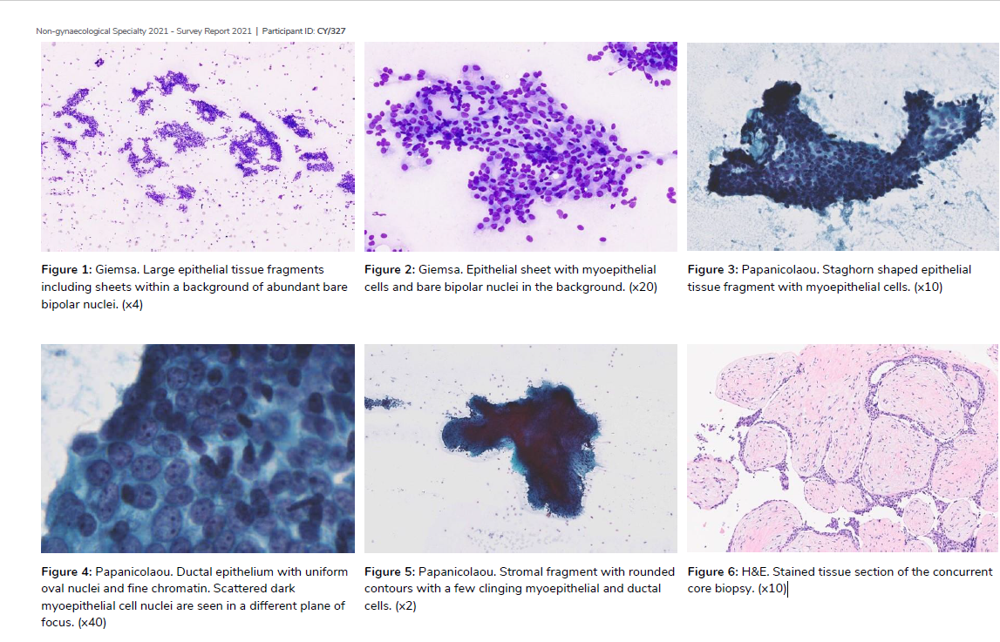 Non-gynaecological Specialty 2021 - Survey Report 2021 | Participant ID: CY/327
Figure 1: Giemsa. Large epithelial tissue fragments
including sheets within a background of abundant bare
bipolar nuclei. (x4)
Figure 2: Giemsa. Epithelial sheet with myoepithelial
cells and bare bipolar nuclei in the background. (x20)
Figure 3: Papanicolaou. Staghorn shaped epithelial
tissue fragment with myoepithelial cells. (x10)
Figure 4: Papanicolaou. Ductal epithelium with uniform
oval nuclei and fine chromatin. Scattered dark
myoepithelial cell nuclei are seen in a different plane of
focus. (x40)
Figure 5: Papanicolaou. Stromal fragment with rounded
contours with a few clinging myoepithelial and ductal
cells. (x2)
Figure 6: H&E. Stained tissue section of the concurrent
core biopsy. (x10)